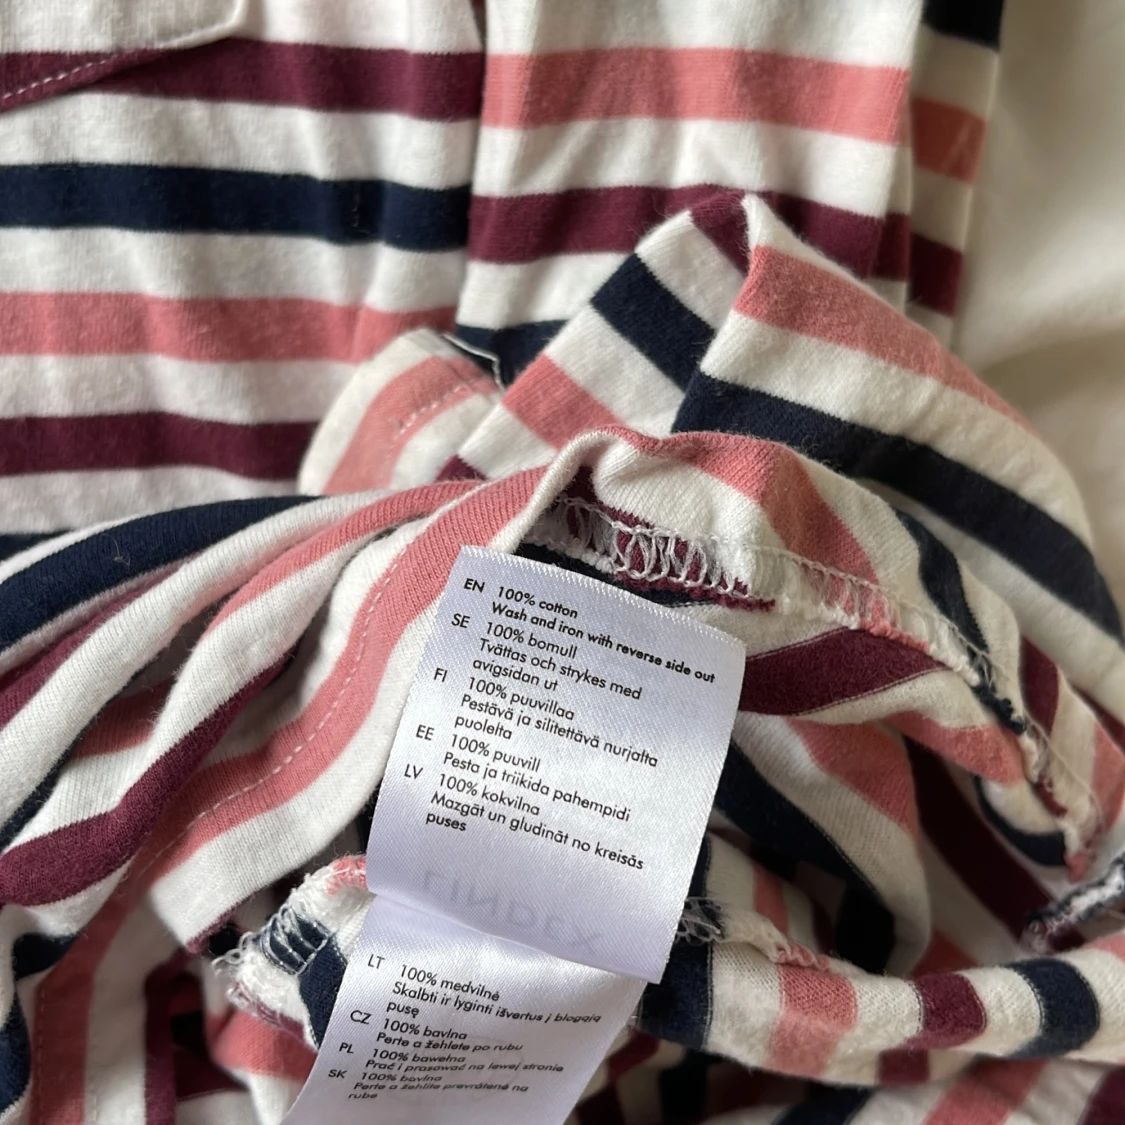 EN 100% cotton
Wash and iron with reverse side out
SE 100% bomull
Tvättas och strykes med
avigsidan ut
FI 100% puuvillaa
Pestävä ja silitettävä nurjalta
puolelta
EE 100% puuvill
Pesta ja triikida pahempidi
LV 100% kokvilna
Mazgāt un gludināt no kreisās
puses
LINDEX
LT 100% medvilnė
Skalbti ir lyginti išvertus į blogąją
pusę
CZ 100% bavlna
Perte a žehlete po rubu
PL 100% bawełna
Prać i prasować na lewej stronie
SK 100% bavlna
Perte a žehlite prevrátené na
rube